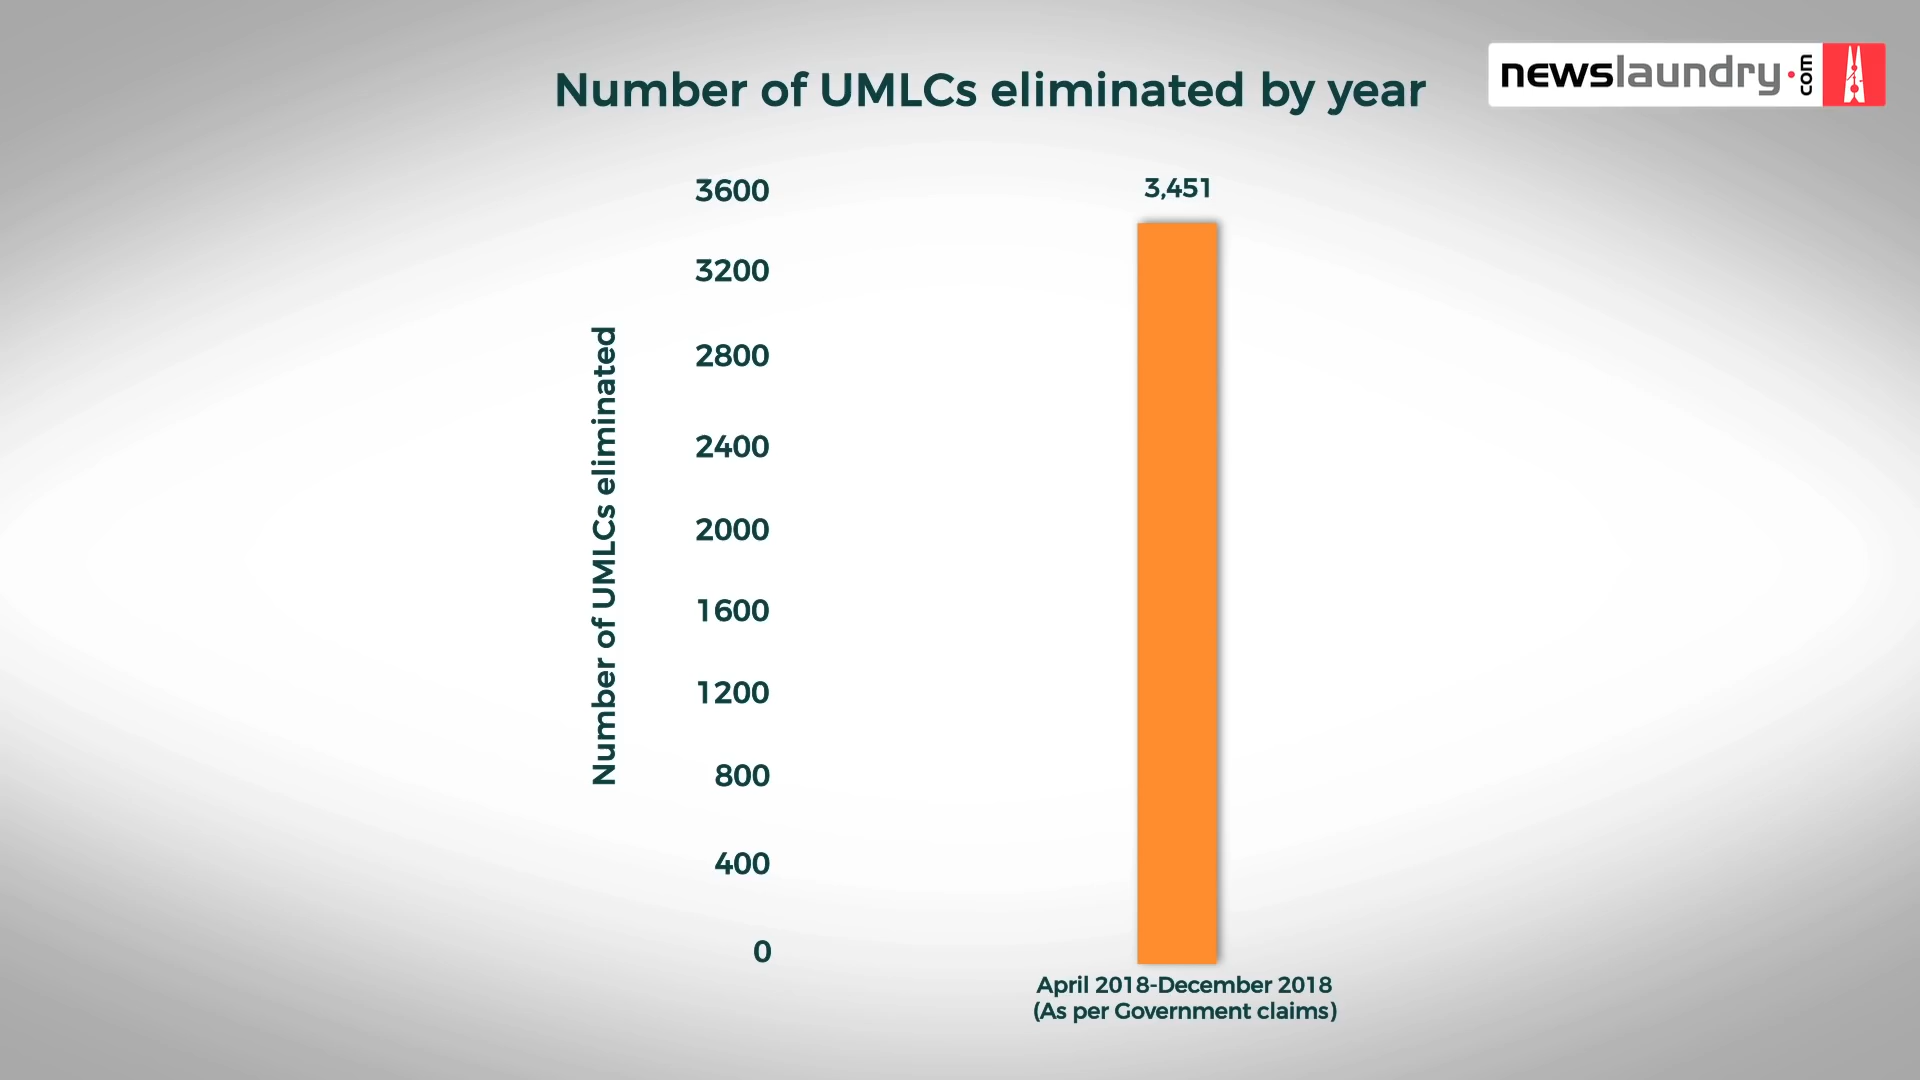 Number of UMLCs eliminated by year
newslaundry.com
3600
3,451
3200
2800
2400
2000
1600
1200
800
400
0
Number of UMLCs eliminated
April 2018-December 2018
(As per Government claims)